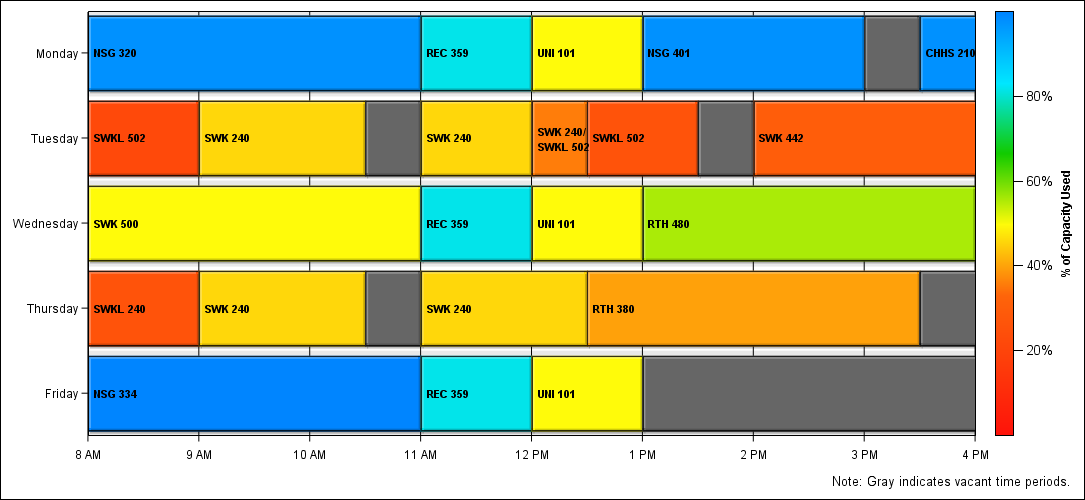 Monday
NSG 320
REC 359
UNI 101
NSG 401
CHHS 210
Tuesday
SWKL 502
SWK 240
SWK 240
SWK 240/
SWKL 502
SWKL 502
SWK 442
Wednesday
SWK 500
REC 359
UNI 101
RTH 480
Thursday
SWKL 240
SWK 240
SWK 240
RTH 380
Friday
NSG 334
REC 359
UNI 101
8 AM
9 AM
10 AM
11 AM
12 PM
1 PM
2 PM
3 PM
4 PM
80%
60%
40%
20%
% of Capacity Used
Note: Gray indicates vacant time periods.